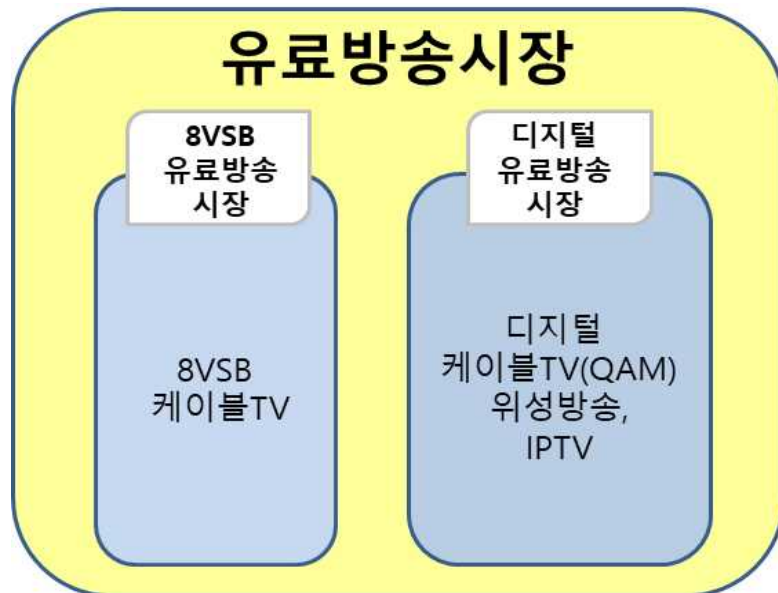 유료방송시장
8VSB
유료방송
시장
디지털
유료방송
시장
8VSB
케이블TV
디지털
케이블TV(QAM)
위성방송,
IPTV